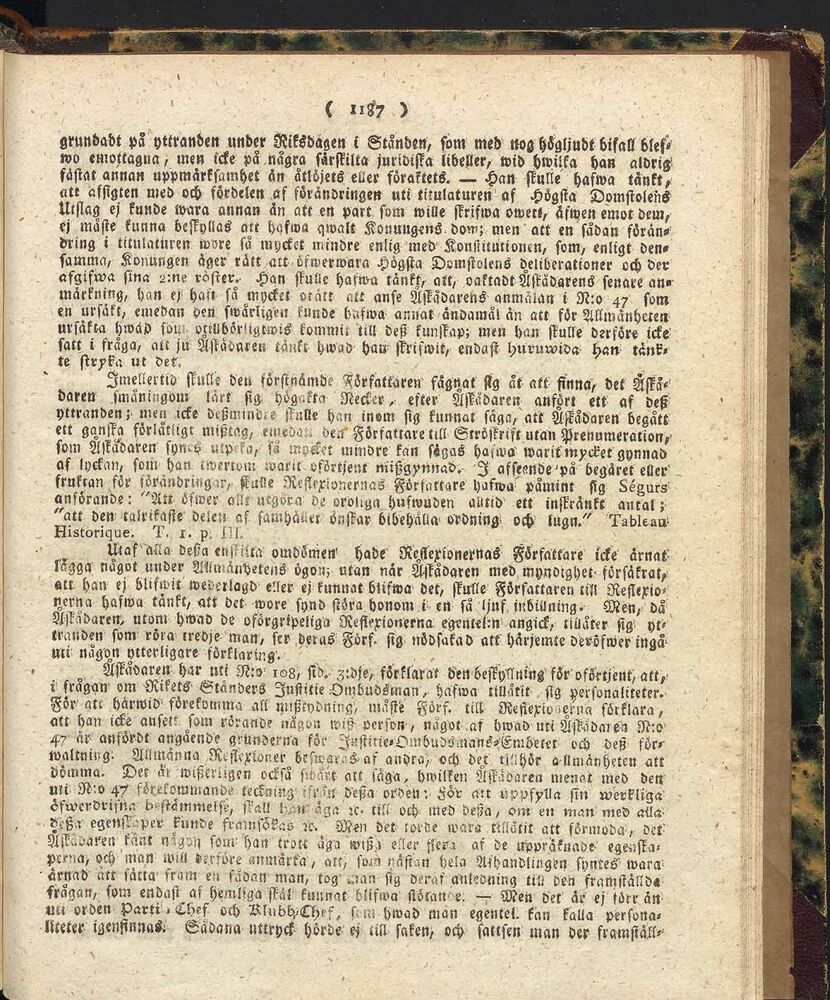 ( 1187 )
grundadt på yttranden under Riksdagen i Stånden, som med nog högljudt bifall blef-
wo emottagna, men icke på några särskilta juridiska libeller, wid hwilka han aldrig
fästat annan uppmärksamhet än åtlöjets eller föraktets. — Han skulle hafwa tänkt,
att afsigten med och fördelen af förändringen uti titulaturen af Högsta Domstolens
Utslag ej kunde wara annan än att en part som wille skrifwa owett, äfwen emot dem,
ej måste kunna beskyllas att hafwa qwalt Konungens dom; men att en sådan förän-
dring i titulaturen wore så mycket mindre enlig med Konstitutionen, som, enligt den-
samma, Konungen äger rätt att öfwerwara Högsta Domstolens deliberationer och der
afgifwa sina 2:ne röster. Han skulle hafwa tänkt, att, oaktadt Åskådarens senare an-
märkning, han ej haft så mycket orätt att anse Åskådarens anmälan i N:o 47 som
en ursäkt, emedan den swårligen kunde hafwa annat ändamål än att för Allmänheten
ursäkta hwad som otillbörligtwis kommit till deß kunskap; men han skulle derföre icke
satt i fråga, att ju Åskådaren tänkt hwad han skrifwit, endast huruwida han tänk-
te stryka ut det.
Imellertid skulle den förstnämde Författaren fägnat sig åt att finna, det Åskå-
daren småningom lärt sig högakta Necker, efter Åskådaren anfört ett af deß
yttranden; men icke deßmindre skulle han inom sig kunnat säga, att Åskådaren begått
ett ganska förlåtligt mißtag, emedan den Författare till Ströskrift utan Prenumeration,
som Åskådaren synes utpeka, så mycket mindre kan sägas hafwa warit mycket gynnad
af lyckan, som han twertom warit oförtjent mißgynnad. I afseende på begäret eller
fruktan för förändringar, skulle Reflexionernas Författare hafwa påmint sig Ségurs
anförande: "Att öfwer allt utgöra de oroliga hufwuden alltid ett inskränkt antal;
"att den talrikaste delen af samhället önskar bibehålla ordning och lugn." Tableau
Historique. T. 1. p. III.
Utaf alla deßa enskilta omdömen hade Reflexionernas Författare icke ärnat
lägga något under Allmänhetens ögon; utan när Åskådaren med myndighet försäkrat,
att han ej blifwit wederlagd eller ej kunnat blifwa det, skulle Författaren till Reflexio-
nerna hafwa tänkt, att det wore synd störa honom i en så ljuf inbillning. Men, då
Åskådaren, utom hwad de oförgripeliga Reflexionerna egentel:n angick, tillåter sig yt-
tranden som röra tredje man, ser deras Förf. sig nödsakad att härjemte deröfwer ingå
uti någon ytterligare förklaring.
Åskådaren har uti N:o 108, sid. 3:dje, förklarat den beskyllning för oförtjent, att,
i frågan om Rikets Ständers Justitie-Ombudsman, hafwa tillåtit sig personaliteter.
För att härwid förekomma all mißtydning, måste Förf. till Reflexionerna förklara,
att han icke ansett som rörande någon wiß person, något af hwad uti Åskådaren N:o
47 är anfördt angående grunderna för Justitie-Ombudsmans-Embetet och deß för-
waltning. Allmänna Reflexioner beswaras af andra, och det tillhör allmänheten att
dömma. Det är wißerligen också swårt att säga, hwilken Åskådaren menat med den
uti N:o 47 förekommande teckning ifrån deßa orden: För att uppfylla sin werkliga
öfwerdrifna bestämmelse, skall han äga ꝛc. till och med deßa, om en man med alla
deßa egenskaper kunde framsökas ꝛc. Men det torde wara tillåtit att förmoda, det
Åskådaren känt någon som han trott äga wißa eller flera af de uppräknade egenska-
perna, och man will derföre anmärka, att, som nästan hela Afhandlingen syntes wara
ärnad att sätta fram en sådan man, tog man sig deraf anledning till den framställda
frågan, som endast af hemliga skäl kunnat blifwa stötande. — Men det är ej förr än
uti orden Parti-Chef och Klubb-Chef, som hwad man egentel. kan kalla persona-
liteter igenfinnas. Sådana uttryck hörde ej till saken, och sattsen man der framställ-